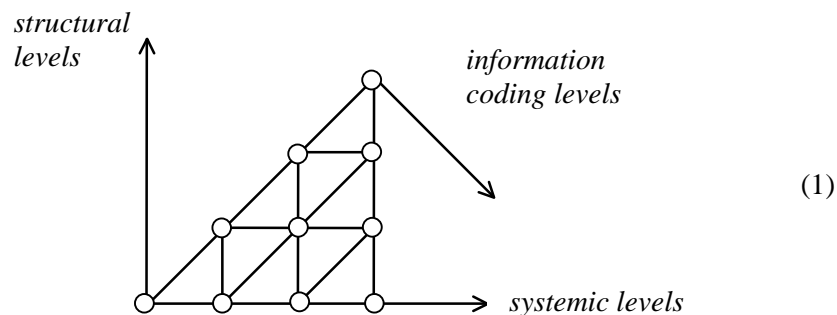 structural
levels
information
coding levels
(1)
systemic levels